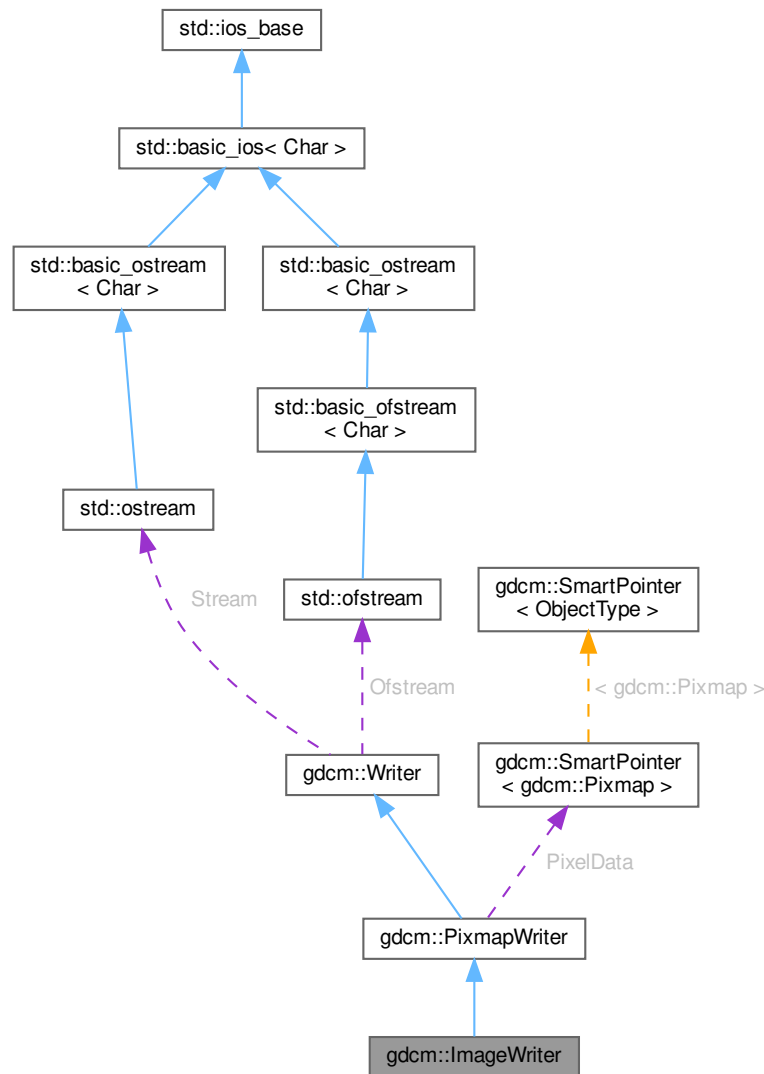 std::ios_base
std::basic_ios< Char >
std::basic_ostream
< Char >
std::basic_ostream
< Char >
std::basic_ofstream
< Char >
std::ostream
Stream
std::ofstream
gdcm::SmartPointer
< ObjectType >
Ofstream
< gdcm::Pixmap >
gdcm::Writer
gdcm::SmartPointer
< gdcm::Pixmap >
PixelData
gdcm::PixmapWriter
gdcm::ImageWriter